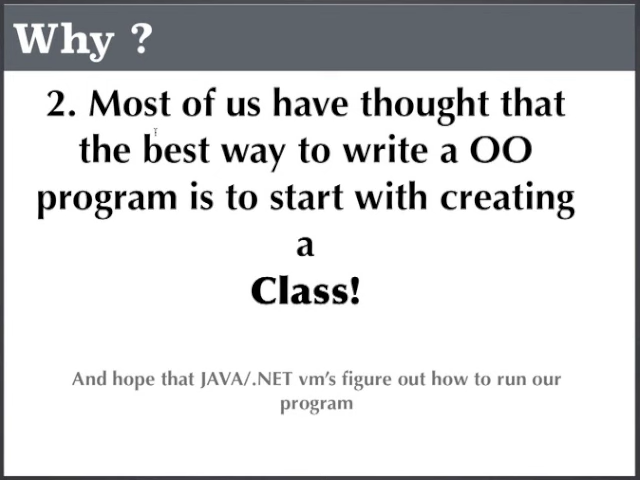 Why ?
2. Most of us have thought that
the best way to write a OO
program is to start with creating
a
Class!
And hope that JAVA/.NET vm's figure out how to run our
program